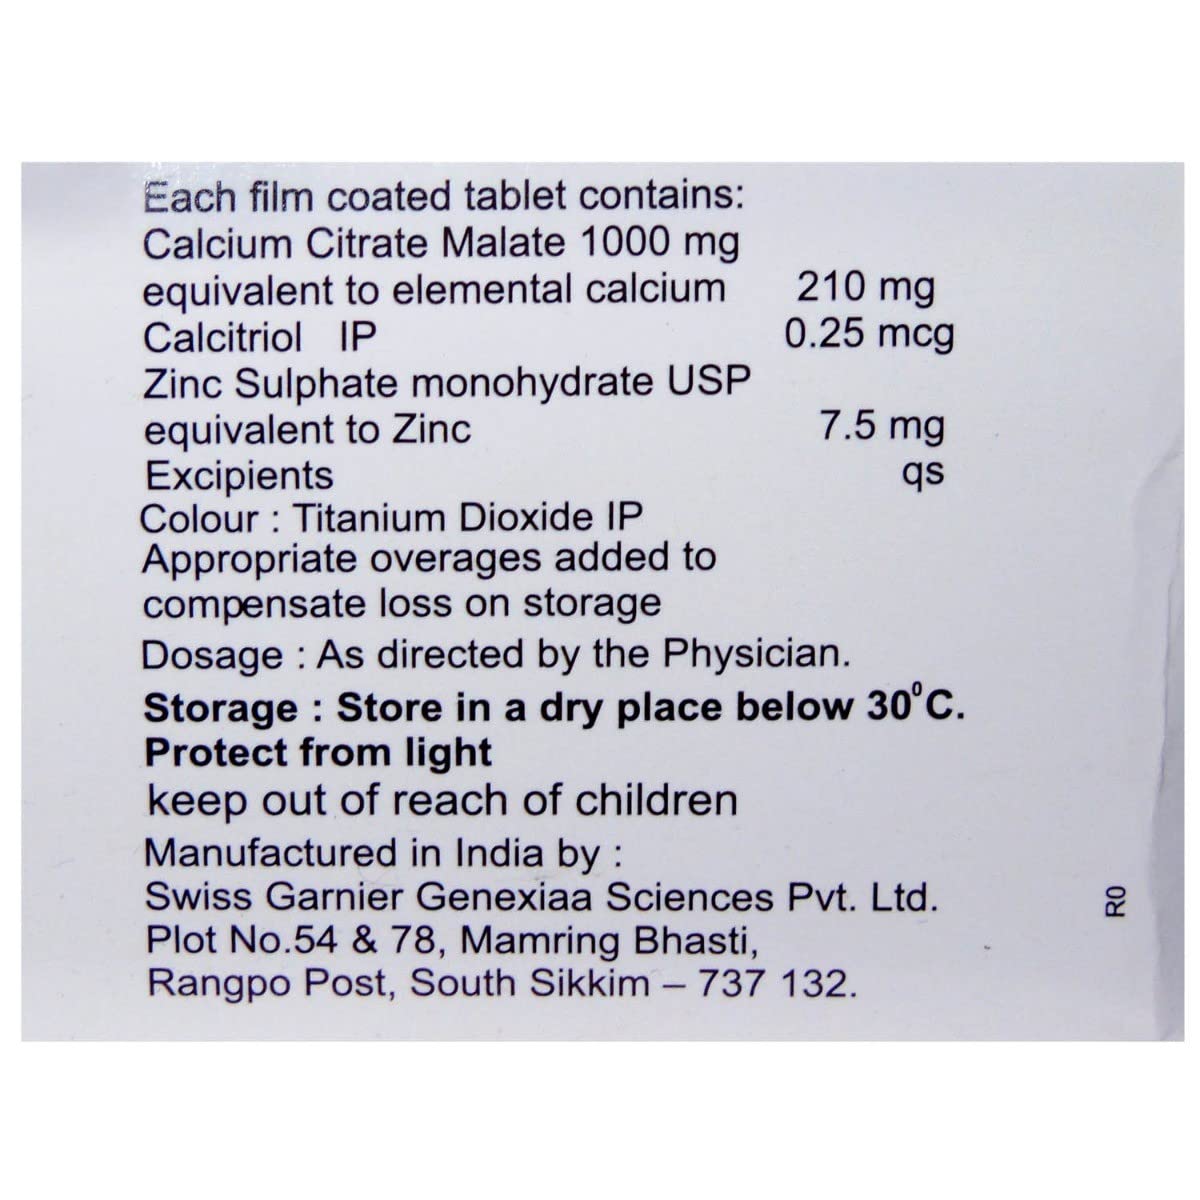 Each film coated tablet contains:
Calcium Citrate Malate 1000 mg
equivalent to elemental calcium 210 mg
Calcitriol IP 0.25 mcg
Zinc Sulphate monohydrate USP
equivalent to Zinc 7.5 mg
Excipients qs
Colour : Titanium Dioxide IP
Appropriate overages added to
compensate loss on storage
Dosage : As directed by the Physician.
Storage : Store in a dry place below 30⁰C.
Protect from light
keep out of reach of children
Manufactured in India by :
Swiss Garnier Genexiaa Sciences Pvt. Ltd.
Plot No.54 & 78, Mamring Bhasti,
Rangpo Post, South Sikkim – 737 132.
R0